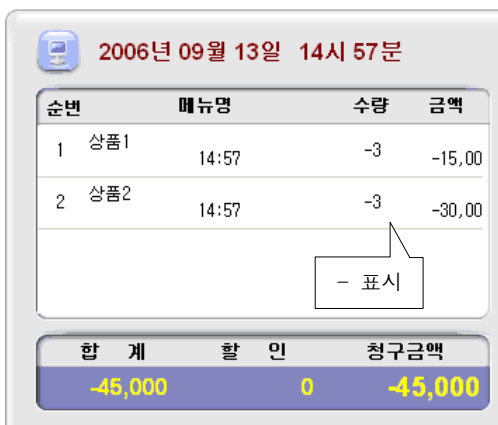 2006년 09월 13일 14시 57분
순번 메뉴명 수량 금액
1 상품1 14:57 -3 -15,00
2 상품2 14:57 -3 -30,00
- 표시
합 계 할 인 청구금액
-45,000 0 -45,000